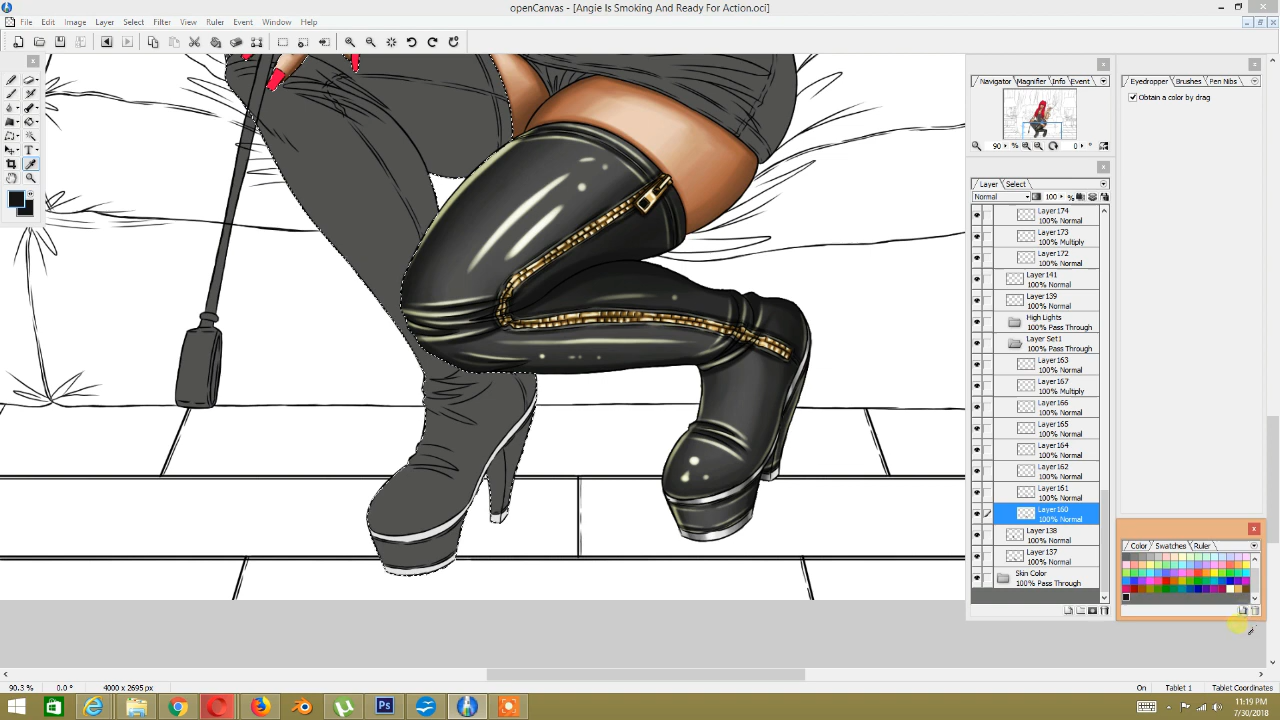 openCanvas - [Angie Is Smoking And Ready For Action.oci]
File Edit Image Layer Select View Ruler Event Window Help
Navigator Magnifier Info Event
Eyedropper Brushes Pen Nibs
Obtain a color by drag
90 % 0 °
Layer Select
Normal 100 %
Layer174
100% Normal
Layer173
100% Multiply
Layer172
100% Normal
Layer141
100% Normal
Layer139
100% Normal
High Lights
100% Pass Through
Layer Set1
100% Pass Through
Layer163
100% Normal
Layer167
100% Multiply
Layer166
100% Normal
Layer165
100% Normal
Layer164
100% Normal
Layer162
100% Normal
Layer161
100% Normal
Layer160
100% Normal
Layer138
100% Normal
Layer137
100% Normal
Skin Color
100% Pass Through
Color Swatches Ruler
90.3 % 0.0 ° 4000 x 2695 px
On Tablet 1 Tablet Coordinates
Ps
11:19 PM
7/30/2018